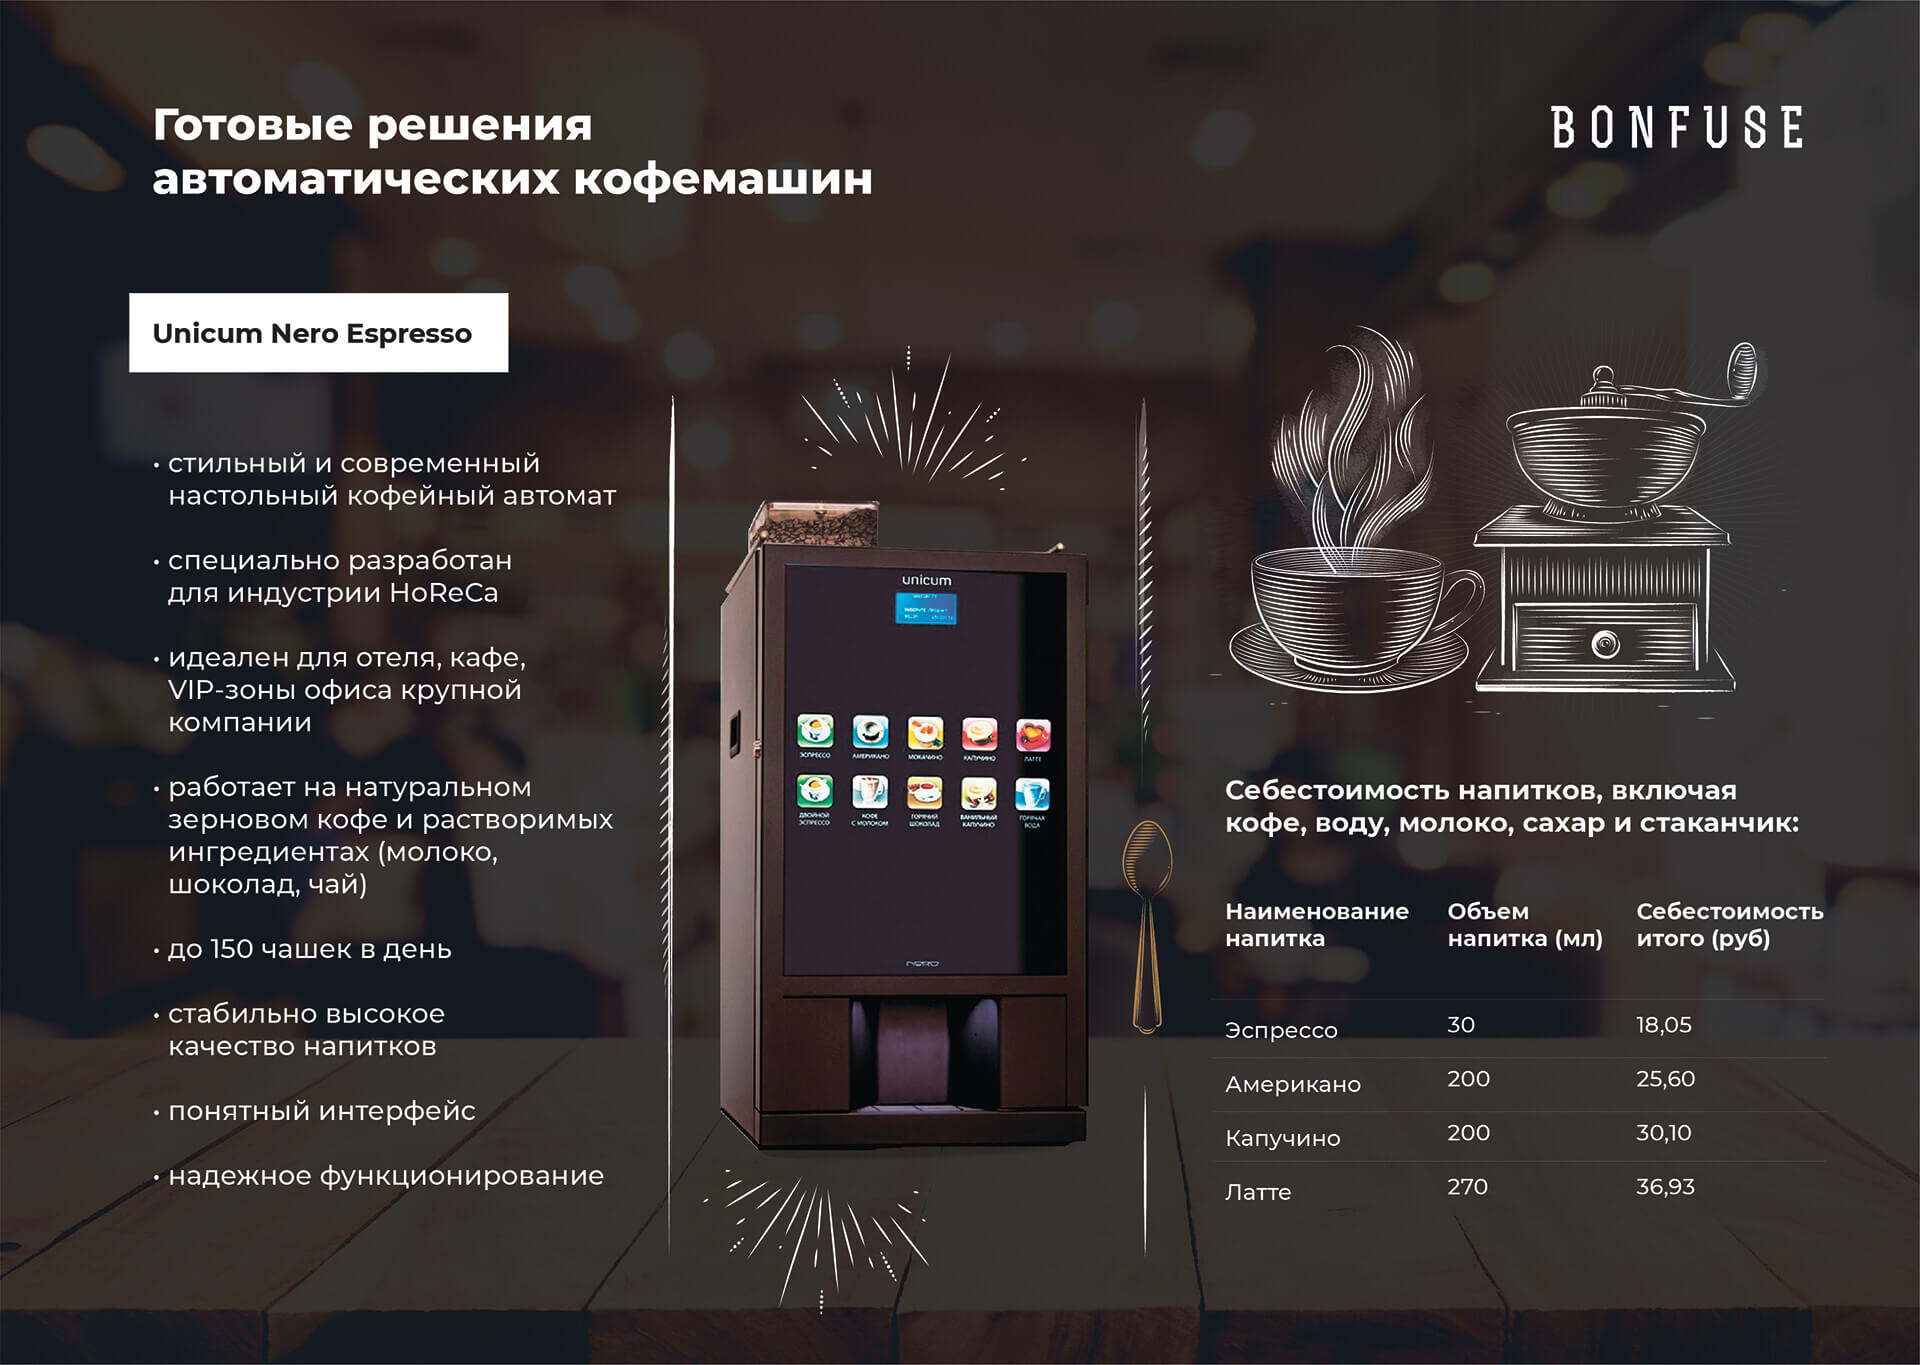 Готовые решения
автоматических кофемашин
BONFUSE
Unicum Nero Espresso
• стильный и современный
настольный кофейный автомат
• специально разработан
для индустрии HoReCa
• идеален для отеля, кафе,
VIP-зоны офиса крупной
компании
• работает на натуральном
зерновом кофе и растворимых
ингредиентах (молоко,
шоколад, чай)
• до 150 чашек в день
• стабильно высокое
качество напитков
• понятный интерфейс
• надежное функционирование
unicum
ЭСПРЕССО АМЕРИКАНО МОКАЧИНО КАПУЧИНО ЛАТТЕ
ДВОЙНОЙ
ЭСПРЕССО
КОФЕ
С МОЛОКОМ
ГОРЯЧИЙ
ШОКОЛАД
ВАНИЛЬНЫЙ
КАПУЧИНО
ГОРЯЧАЯ
ВОДА
NERO
Себестоимость напитков, включая
кофе, воду, молоко, сахар и стаканчик:
Наименование
напитка
Объем
напитка (мл)
Себестоимость
итого (руб)
Эспрессо 30 18,05
Американо 200 25,60
Капучино 200 30,10
Латте 270 36,93